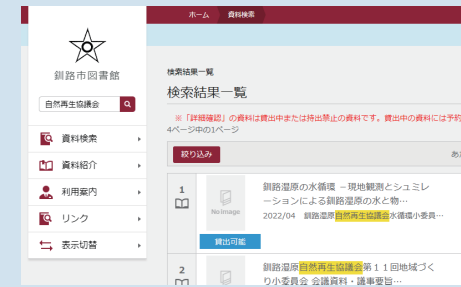 ホーム 資料検索
釧路市図書館
自然再生協議会
資料検索
資料紹介
利用案内
リンク
表示切替
検索結果一覧
検索結果一覧
※「詳細確認」の資料は貸出中または持出禁止の資料です。貸出中の資料には予約
4ページ中の1ページ
絞り込み
あ
1
No Image
貸出可能
釧路湿原の水循環 －現地観測とシュミレ
ーションによる釧路湿原の水と物…
2022/04 釧路湿原自然再生協議会水循環小委員…
2
釧路湿原自然再生協議会第１１回地域づく
り小委員会 会議資料・議事要旨…